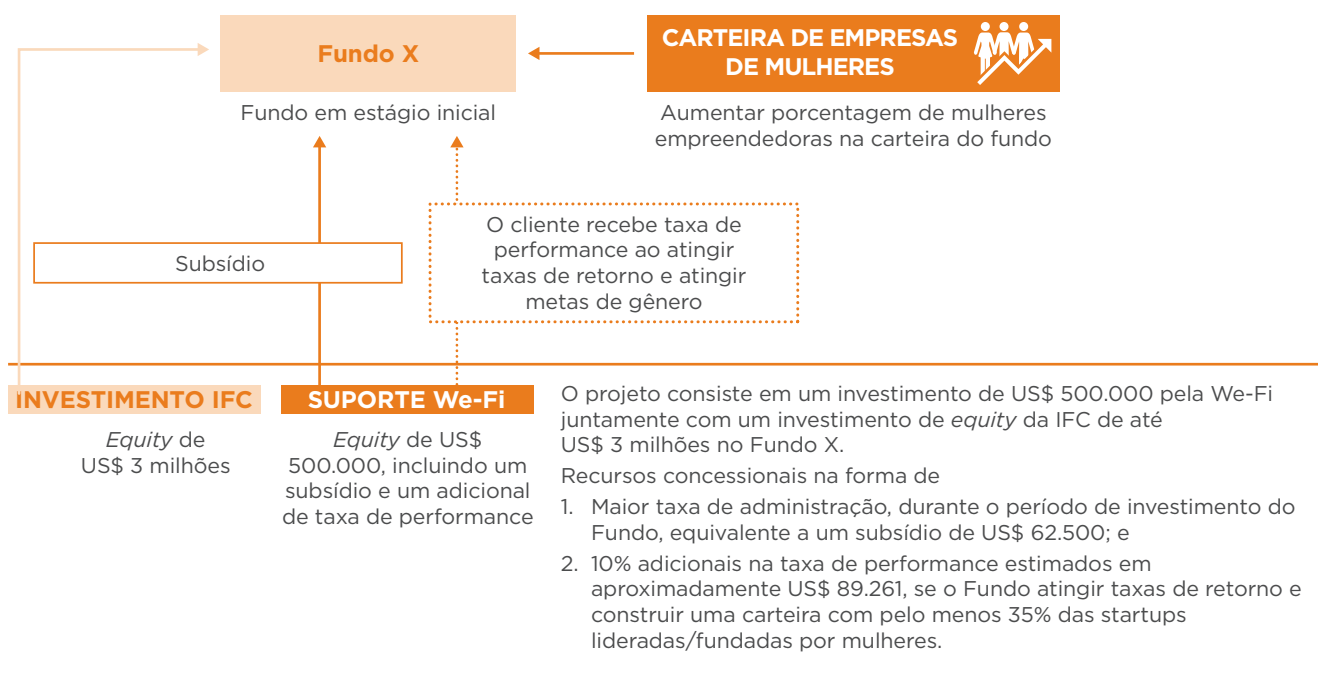 Fundo X
CARTEIRA DE EMPRESAS
DE MULHERES
Fundo em estágio inicial
Aumentar porcentagem de mulheres
empreendedoras na carteira do fundo
O cliente recebe taxa de
performance ao atingir
taxas de retorno e atingir
metas de gênero
Subsídio
INVESTIMENTO IFC
Equity de
US$ 3 milhões
SUPORTE We-Fi
Equity de US$
500.000, incluindo um
subsídio e um adicional
de taxa de performance
O projeto consiste em um investimento de US$ 500.000 pela We-Fi
juntamente com um investimento de equity da IFC de até
US$ 3 milhões no Fundo X.
Recursos concessionais na forma de
1. Maior taxa de administração, durante o período de investimento do
Fundo, equivalente a um subsídio de US$ 62.500; e
2. 10% adicionais na taxa de performance estimados em
aproximadamente US$ 89.261, se o Fundo atingir taxas de retorno e
construir uma carteira com pelo menos 35% das startups
lideradas/fundadas por mulheres.